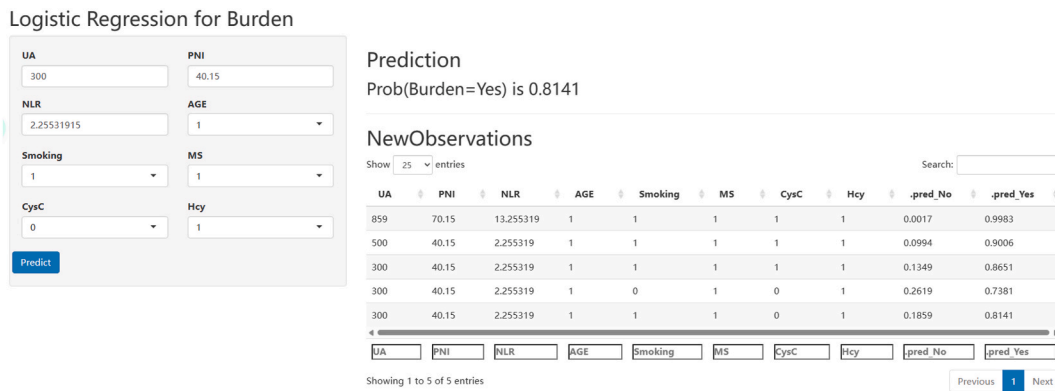 Logistic Regression for Burden
UA PNI
300 40.15
NLR AGE
2.25531915 1
Smoking MS
1 1
CysC Hcy
0 1
Predict
Prediction
Prob(Burden=Yes) is 0.8141
NewObservations
Show 25 entries Search:
UA PNI NLR AGE Smoking MS CysC Hcy .pred_No .pred_Yes
859 70.15 13.255319 1 1 1 1 1 0.0017 0.9983
500 40.15 2.255319 1 1 1 1 1 0.0994 0.9006
300 40.15 2.255319 1 1 1 1 1 0.1349 0.8651
300 40.15 2.255319 1 0 1 0 1 0.2619 0.7381
300 40.15 2.255319 1 1 1 0 1 0.1859 0.8141
UA PNI NLR AGE Smoking MS CysC Hcy .pred_No .pred_Yes
Showing 1 to 5 of 5 entries Previous 1 Next